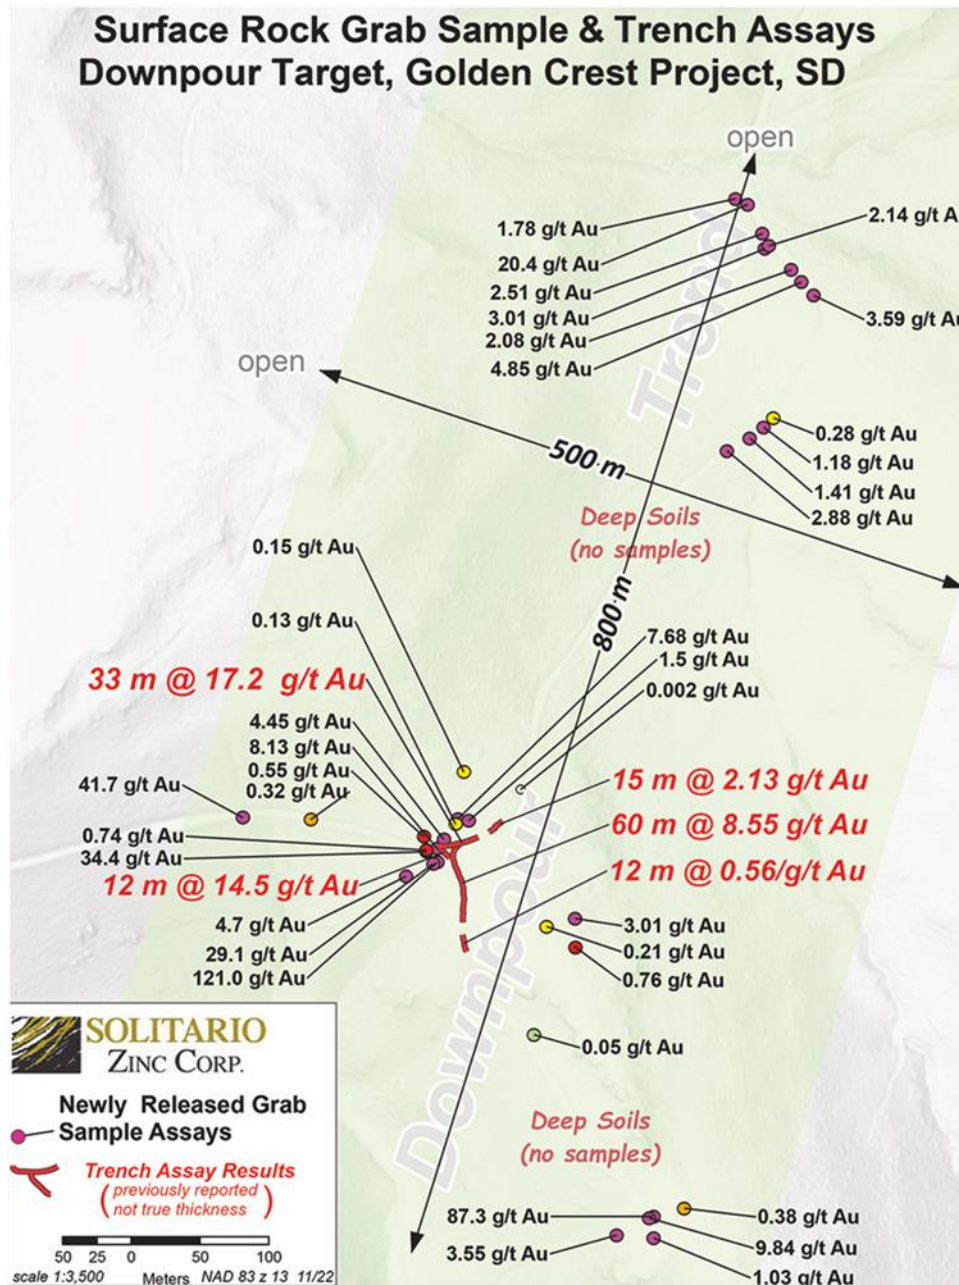 Surface Rock Grab Sample & Trench Assays
Downpour Target, Golden Crest Project, SD
open
1.78 g/t Au
2.14 g/t A
20.4 g/t Au
2.51 g/t Au
3.01 g/t Au
3.59 g/t Au
2.08 g/t Au
4.85 g/t Au
Trend
open
500 m
0.28 g/t Au
1.18 g/t Au
1.41 g/t Au
2.88 g/t Au
Deep Soils
(no samples)
0.15 g/t Au
800 m
0.13 g/t Au
7.68 g/t Au
1.5 g/t Au
0.002 g/t Au
33 m @ 17.2 g/t Au
4.45 g/t Au
8.13 g/t Au
0.55 g/t Au
41.7 g/t Au
0.32 g/t Au
15 m @ 2.13 g/t Au
60 m @ 8.55 g/t Au
0.74 g/t Au
34.4 g/t Au
12 m @ 14.5 g/t Au
12 m @ 0.56/g/t Au
4.7 g/t Au
29.1 g/t Au
121.0 g/t Au
3.01 g/t Au
0.21 g/t Au
0.76 g/t Au
0.05 g/t Au
Downpour
Deep Soils
(no samples)
87.3 g/t Au
3.55 g/t Au
0.38 g/t Au
9.84 g/t Au
1.03 g/t Au
SOLITARIO
ZINC CORP.
Newly Released Grab
Sample Assays
Trench Assay Results
(previously reported
not true thickness)
50 25 0 50 100
scale 1:3,500 Meters NAD 83 z 13 11/22